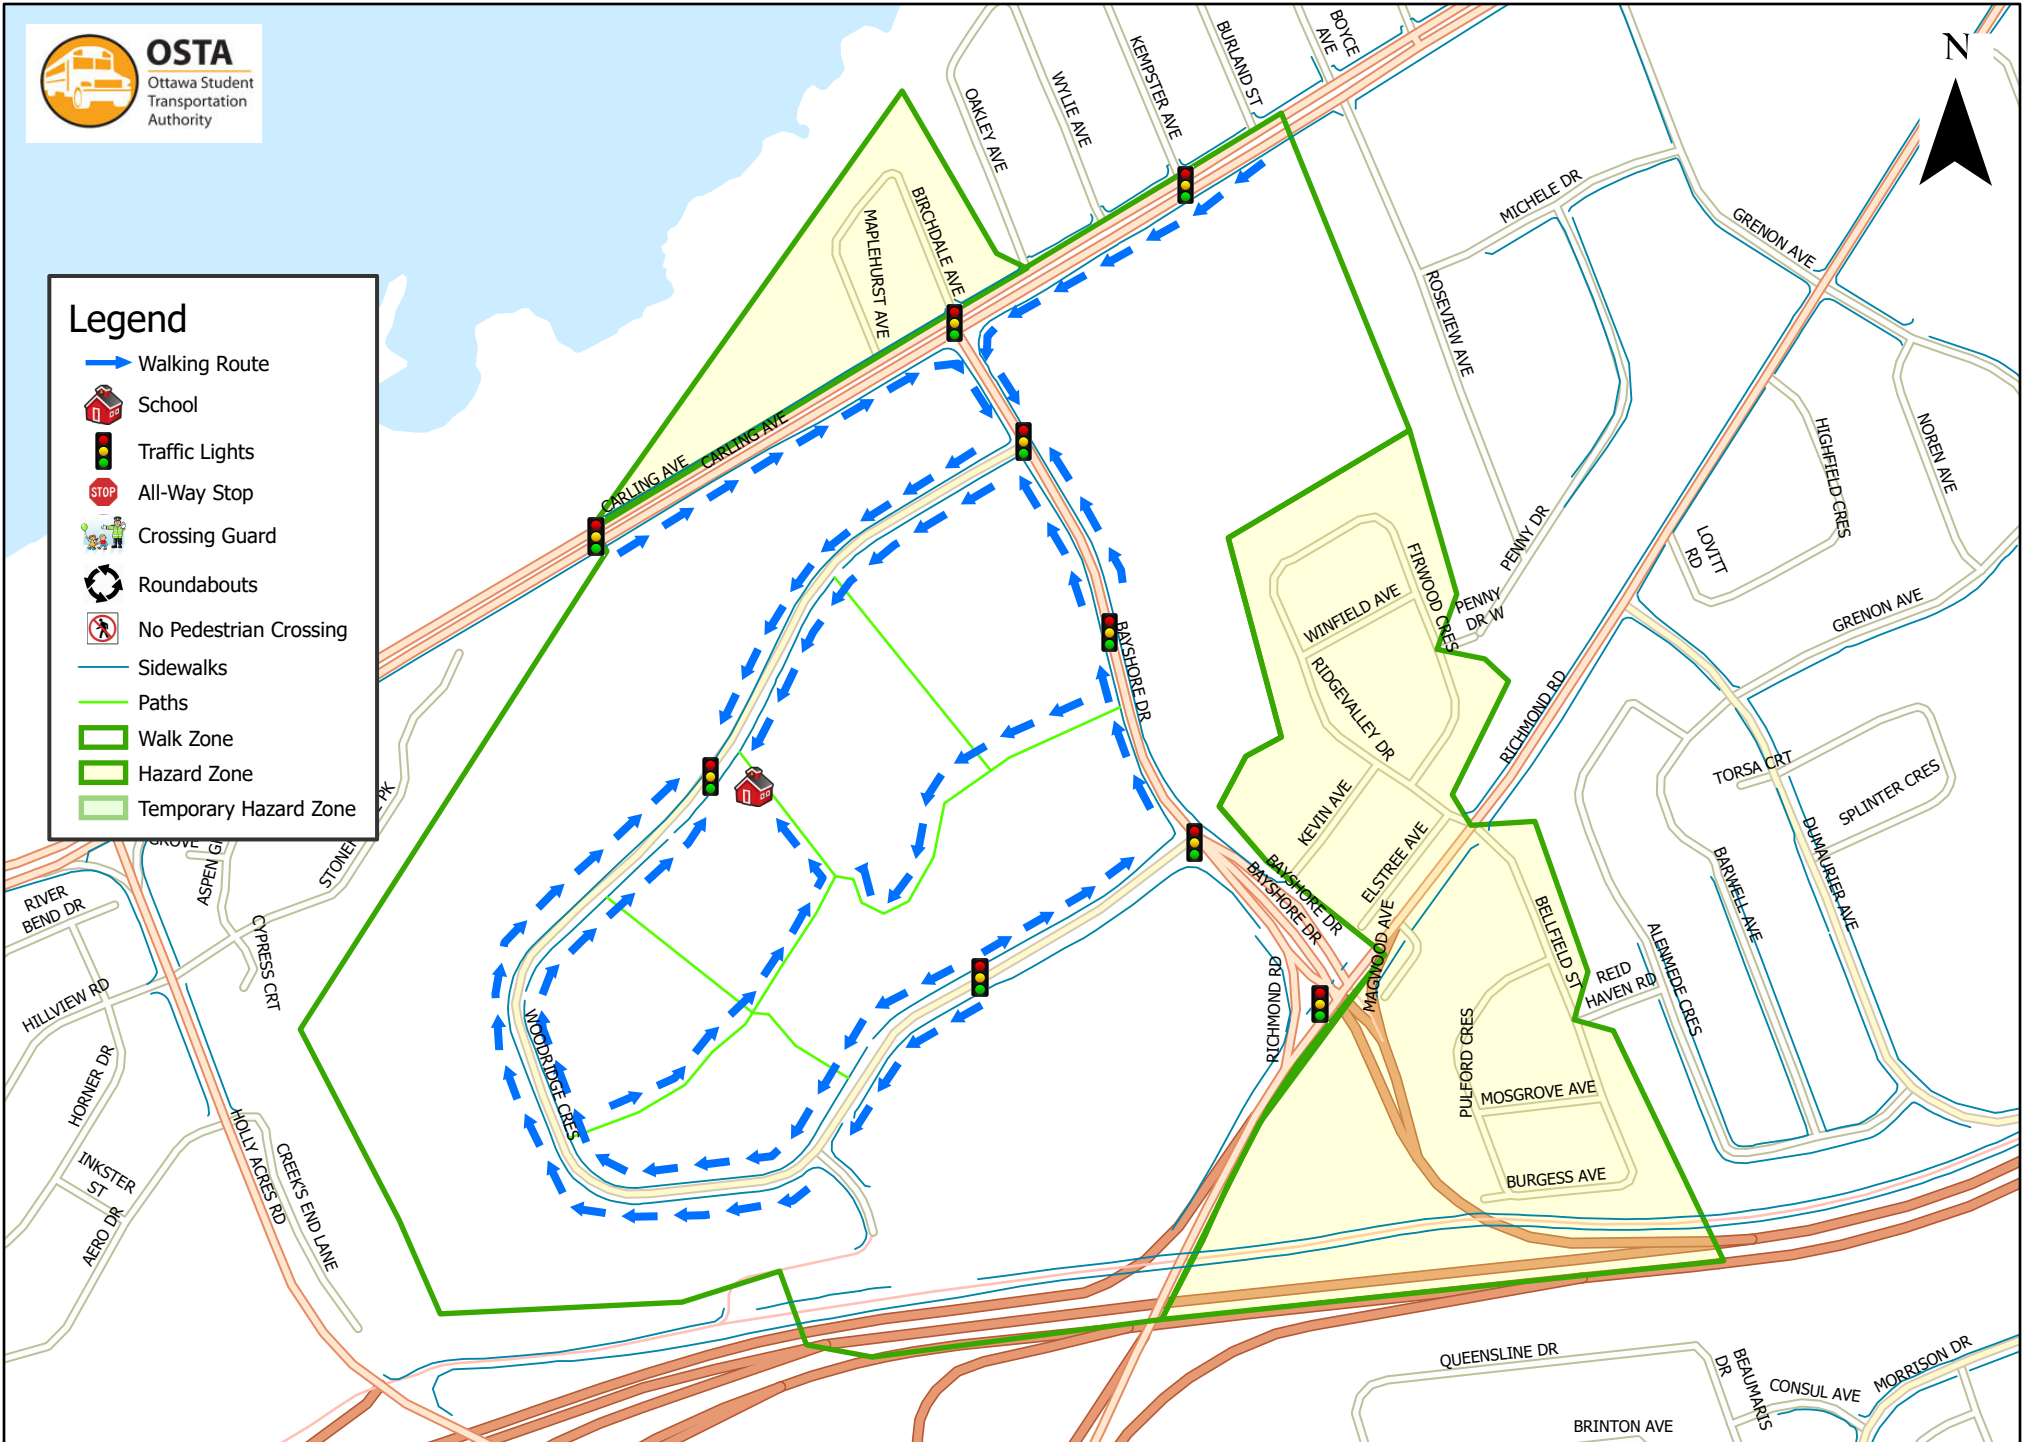 OSTA
Ottawa Student
Transportation
Authority
N
Legend
Walking Route
School
Traffic Lights
STOP
All-Way Stop
Crossing Guard
Roundabouts
No Pedestrian Crossing
Sidewalks
Paths
Walk Zone
Hazard Zone
Temporary Hazard Zone
OAKLEY AVE
WYLIE AVE
KEMPSTER AVE
BURLAND ST
BOYCE
AVE
MAPLEHURST AVE
BIRCHDALE AVE
CARLING AVE
CARLING AVE
MICHELE DR
GRENON AVE
ROSEVIEW AVE
HIGHFIELD CRES
NOREN AVE
LOVITT
RD
PENNY DR
PENNY
DR W
FIRWOOD CRES
WINFIELD AVE
RIDGEVALLEY DR
GRENON AVE
BAYSHORE DR
RICHMOND RD
TORSA CRT
SPLINTER CRES
KEVIN AVE
ELSTREE AVE
DUMAURIER AVE
BARWELL AVE
BAYSHORE DR
BAYSHORE DR
MAGWOOD AVE
BELLFIELD ST
ALENMEDE CRES
REID
HAVEN RD
RICHMOND RD
PULFORD CRES
MOSGROVE AVE
BURGESS AVE
WOODRIDGE CRES
GROVE
ASPEN G
STONE
PK
RIVER
BEND DR
CYPRESS CRT
HILLVIEW RD
HORNER DR
HOLLY ACRES RD
CREEK'S END LANE
INKSTER
ST
AERO DR
QUEENSLINE DR
BEAUMARIS
DR
CONSUL AVE
MORRISON DR
BRINTON AVE